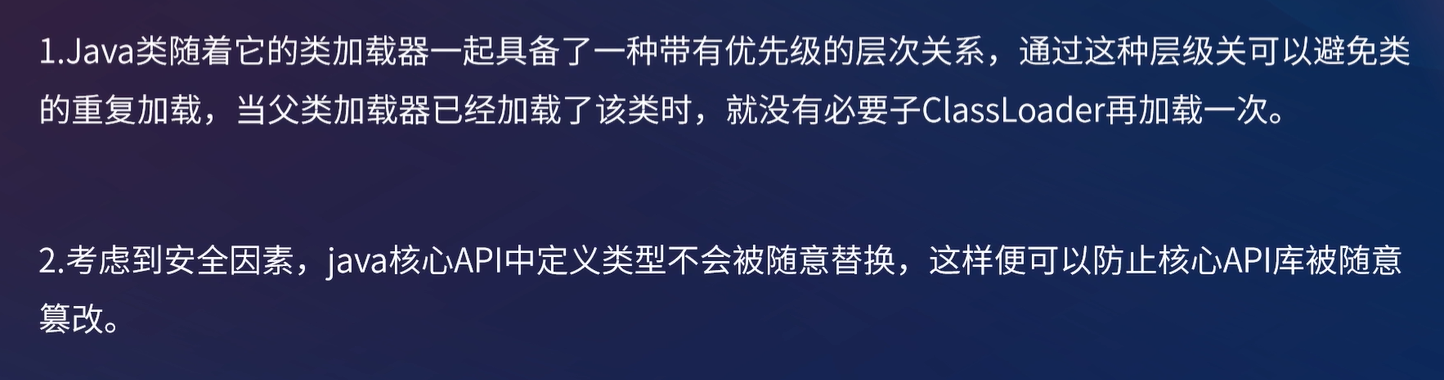 1.Java类随着它的类加载器一起具备了一种带有优先级的层次关系，通过这种层级关可以避免类
的重复加载，当父类加载器已经加载了该类时，就没有必要子ClassLoader再加载一次。
2.考虑到安全因素，java核心API中定义类型不会被随意替换，这样便可以防止核心API库被随意
篡改。